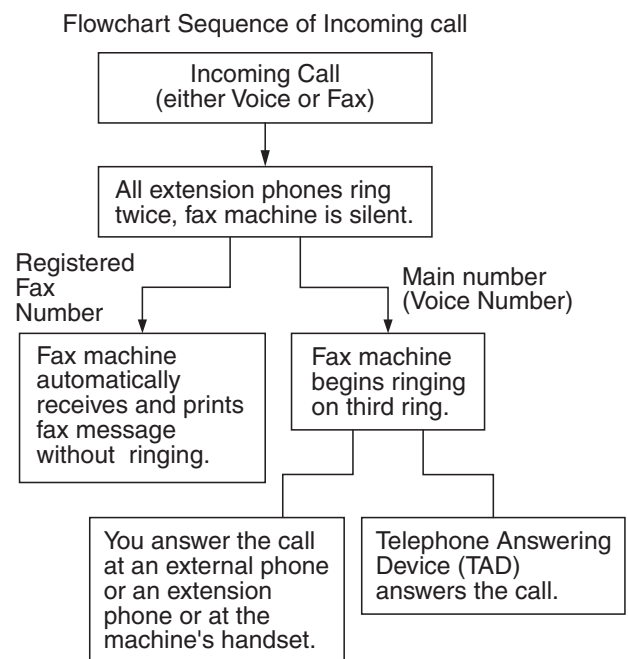 Flowchart Sequence of Incoming call
Incoming Call
(either Voice or Fax)
All extension phones ring
twice, fax machine is silent.
Registered
Fax
Number
Main number
(Voice Number)
Fax machine
automatically
receives and prints
fax message
without ringing.
Fax machine
begins ringing
on third ring.
You answer the call
at an external phone
or an extension
phone or at the
machine's handset.
Telephone Answering
Device (TAD)
answers the call.